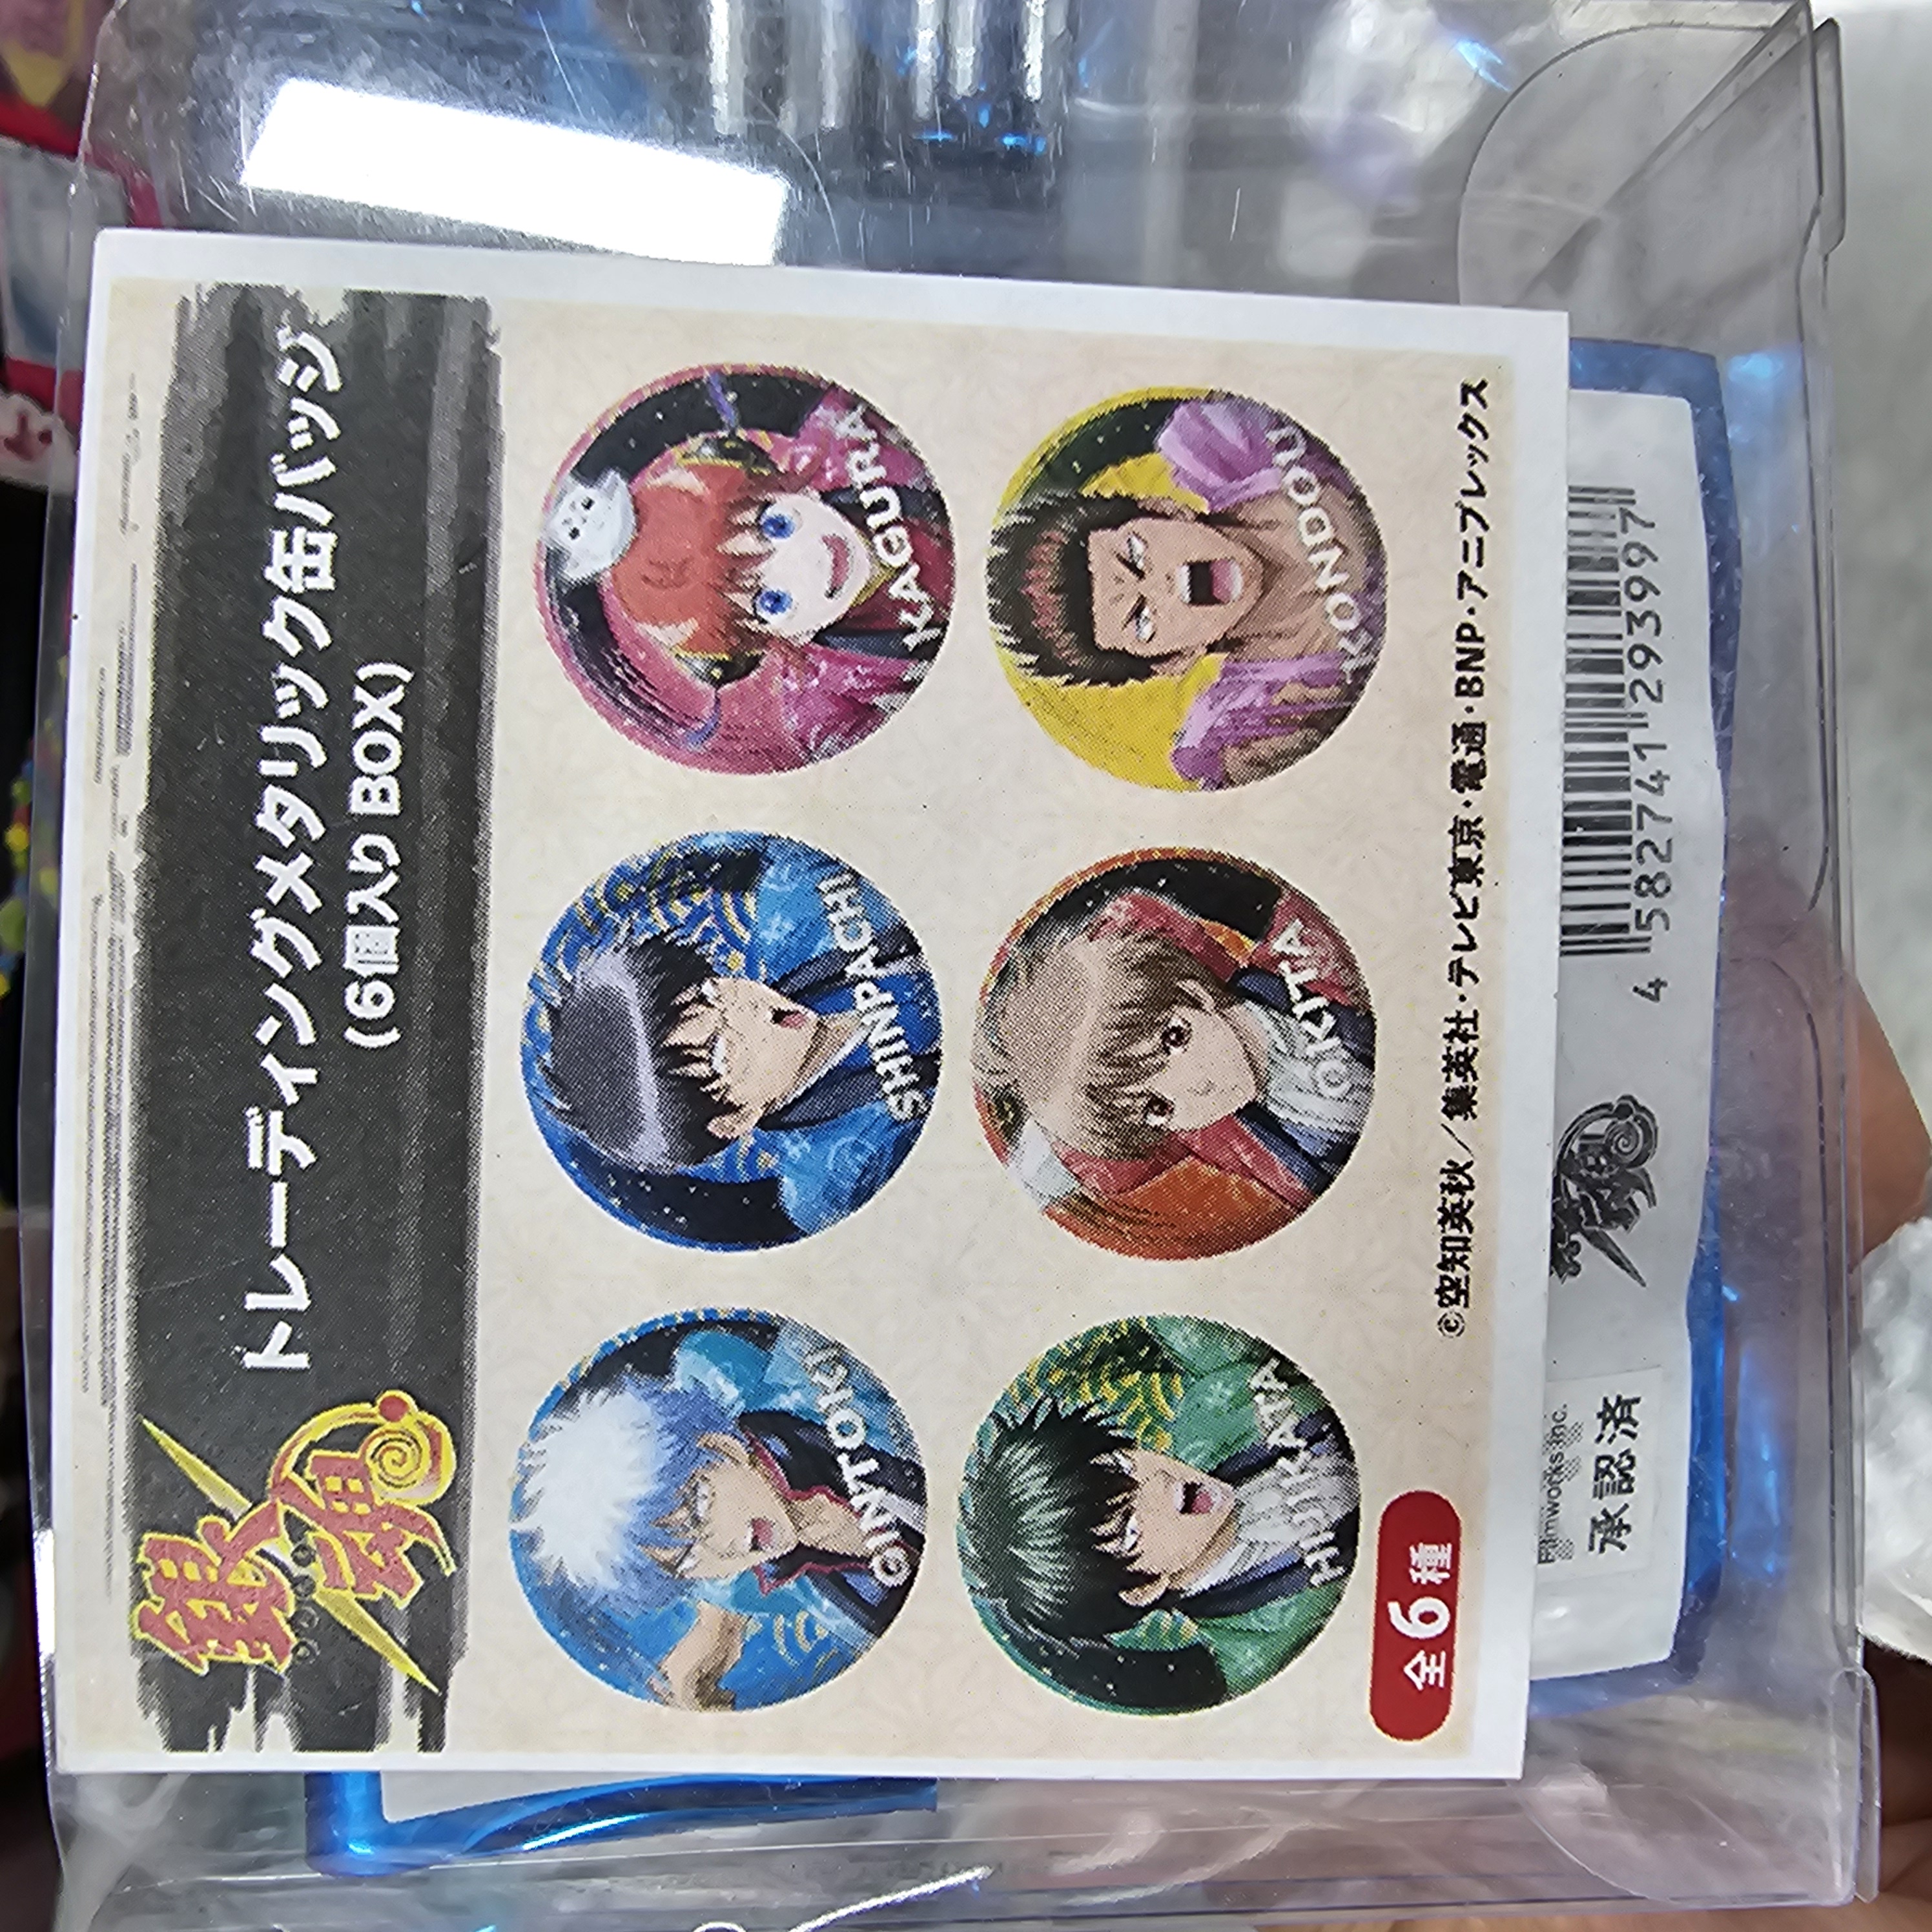 銀魂
トレーディングメタリック缶バッジ
(6個入り BOX)
GINTOKI
SHINPACHI
KAGURA
HIJIKATA
OKITA
KONDOU
全6種
©空知英秋／集英社・テレビ東京・電通・BNP・アニプレックス
承認済
4 582741 293997